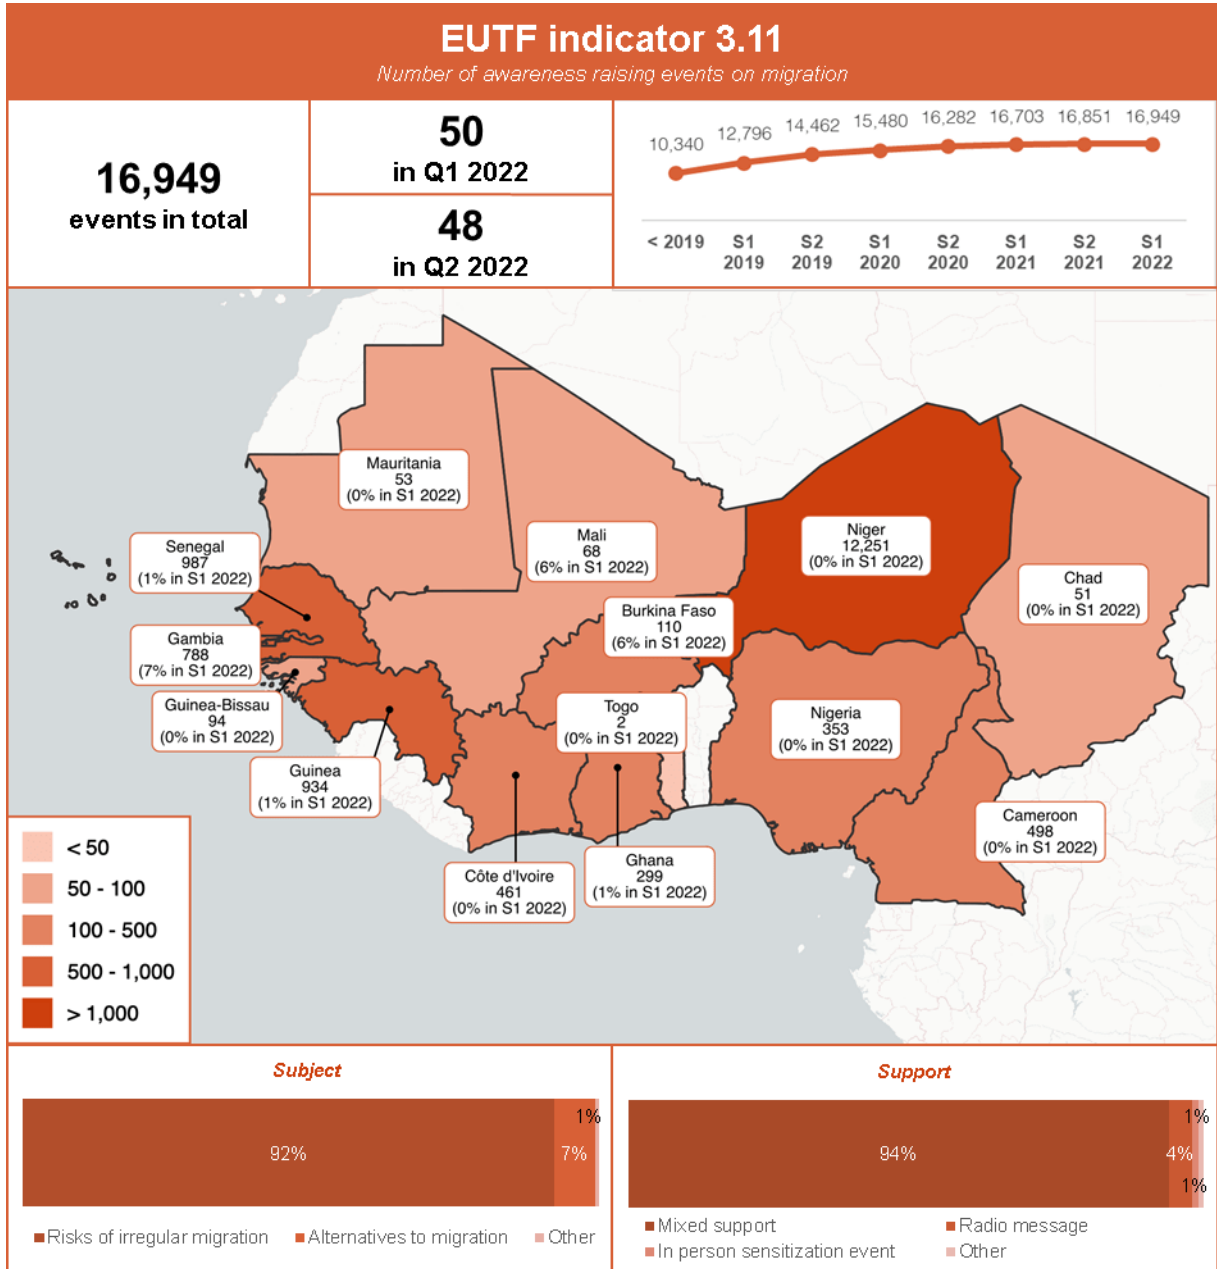 EUTF indicator 3.11
Number of awareness raising events on migration
16,949
events in total
50
in Q1 2022
48
in Q2 2022
10,340
12,796
14,462
15,480
16,282
16,703
16,851
16,949
< 2019
S1
2019
S2
2019
S1
2020
S2
2020
S1
2021
S2
2021
S1
2022
Mauritania
53
(0% in S1 2022)
Mali
68
(6% in S1 2022)
Niger
12,251
(0% in S1 2022)
Senegal
987
(1% in S1 2022)
Chad
51
(0% in S1 2022)
Burkina Faso
110
(6% in S1 2022)
Gambia
788
(7% in S1 2022)
Guinea-Bissau
94
(0% in S1 2022)
Togo
2
(0% in S1 2022)
Nigeria
353
(0% in S1 2022)
Guinea
934
(1% in S1 2022)
Cameroon
498
(0% in S1 2022)
Côte d'Ivoire
461
(0% in S1 2022)
Ghana
299
(1% in S1 2022)
< 50
50 - 100
100 - 500
500 - 1,000
> 1,000
Subject
92%
7%
1%
Risks of irregular migration
Alternatives to migration
Other
Support
94%
4%
1%
1%
Mixed support
Radio message
In person sensitization event
Other